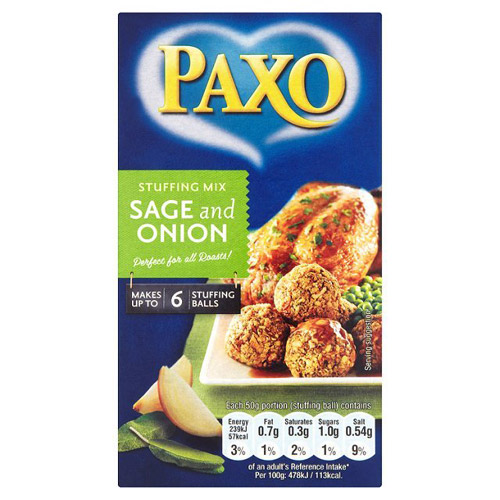 PAXO
STUFFING MIX
SAGE and
ONION
Perfect for all Roasts!
MAKES
UP TO
6
STUFFING
BALLS
Serving suggestion
Each 50g portion (stuffing ball) contains
Energy
239kJ
57kcal
3%
Fat
0.7g
1%
Saturates
0.3g
2%
Sugars
1.0g
1%
Salt
0.54g
9%
of an adult's Reference Intake*
Per 100g: 478kJ / 113kcal.